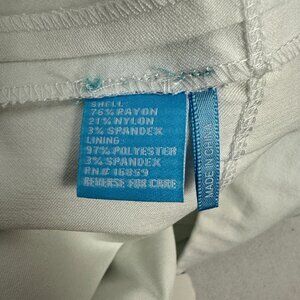 SHELL
76% RAYON
21% NYLON
3% SPANDEX
LINING
97% POLYESTER
3% SPANDEX
RN# 16859
REVERSE FOR CARE
MADE IN CHINA